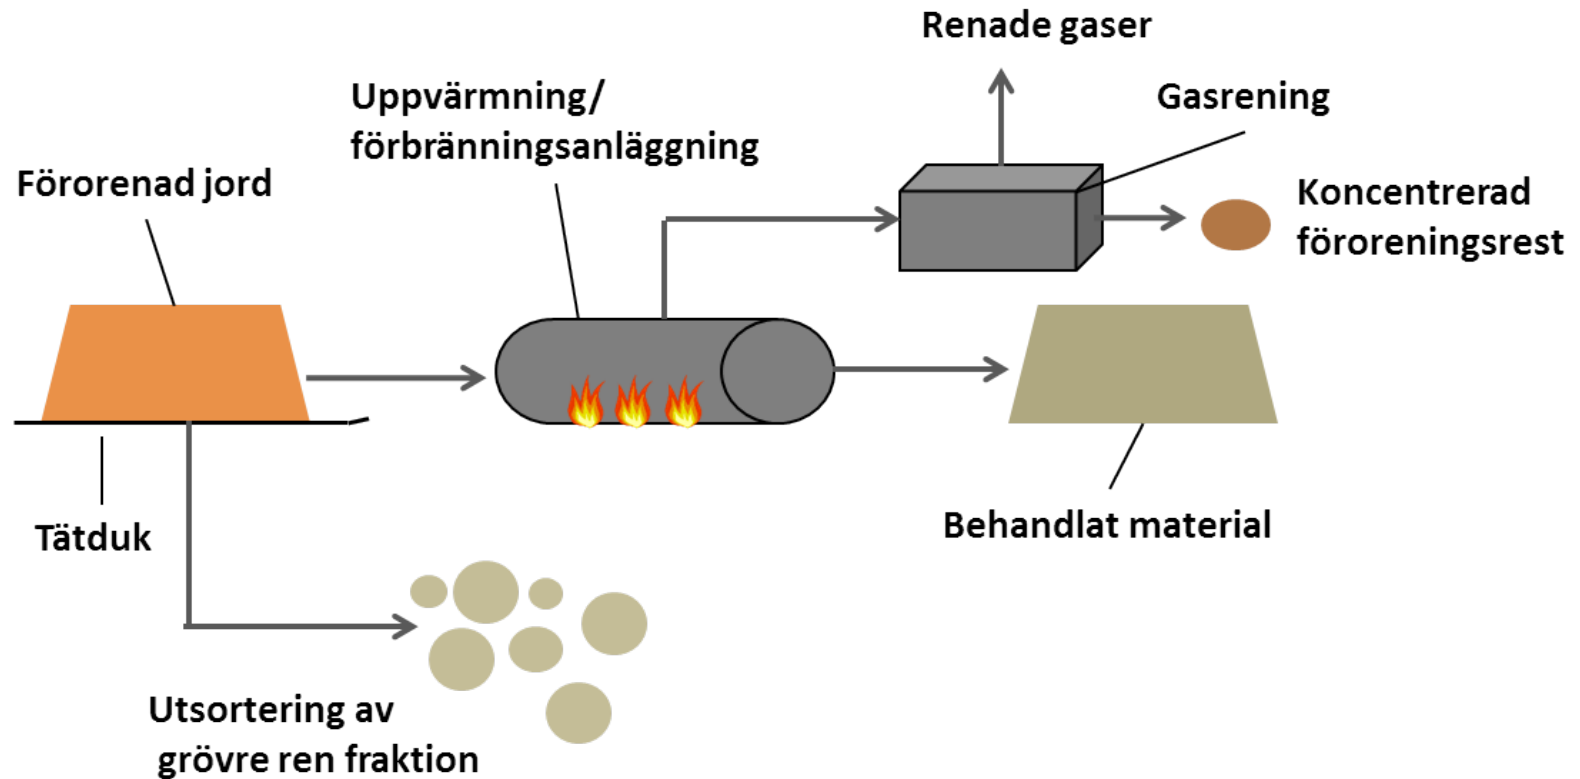 Renade gaser
Uppvärmning/
förbränningsanläggning
Gasrening
Förorenad jord
Koncentrerad
föroreningsrest
Tätduk
Behandlat material
Utsortering av
grövre ren fraktion